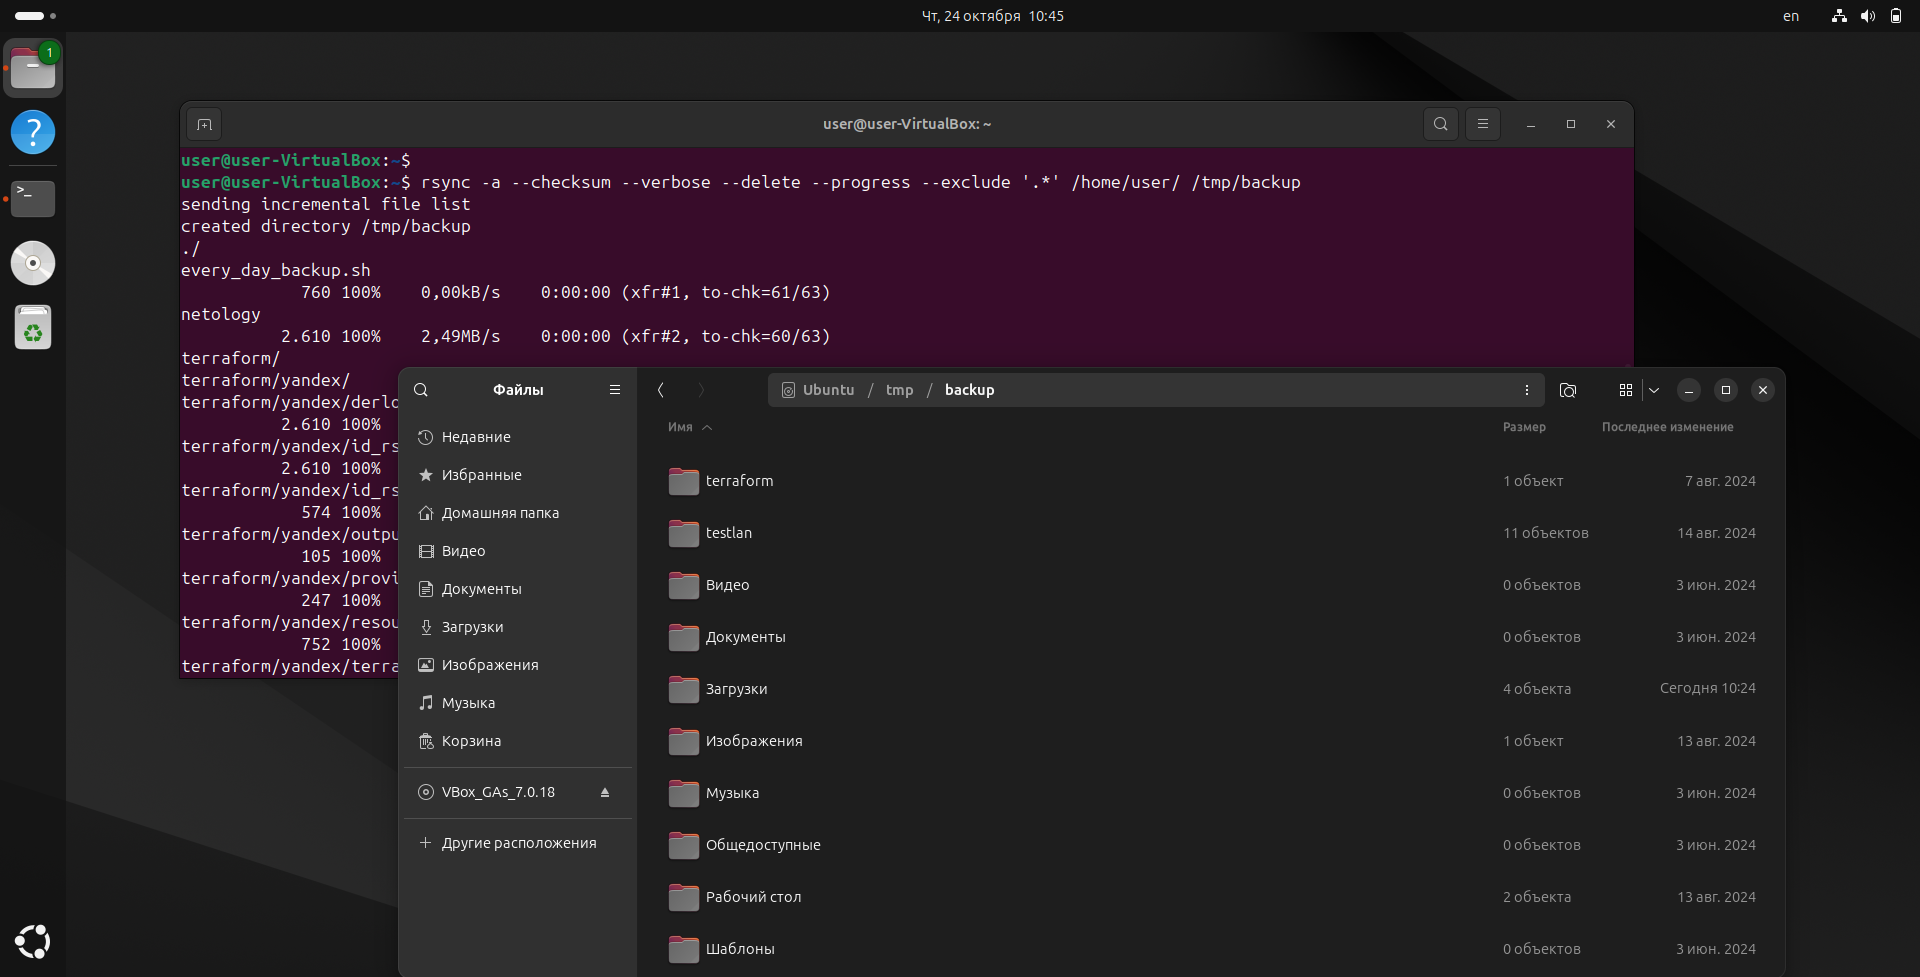 Чт, 24 октября 10:45
en
1
?
>_
user@user-VirtualBox: ~
user@user-VirtualBox:~$
user@user-VirtualBox:~$ rsync -a --checksum --verbose --delete --progress --exclude '.*' /home/user/ /tmp/backup
sending incremental file list
created directory /tmp/backup
./
every_day_backup.sh
760 100% 0,00kB/s 0:00:00 (xfr#1, to-chk=61/63)
netology
2.610 100% 2,49MB/s 0:00:00 (xfr#2, to-chk=60/63)
terraform/
terraform/yandex/
terraform/yandex/derlo
2.610 100%
terraform/yandex/id_rs
2.610 100%
terraform/yandex/id_rs
574 100%
terraform/yandex/outpu
105 100%
terraform/yandex/provi
247 100%
terraform/yandex/resou
752 100%
terraform/yandex/terra
Файлы
Недавние
Избранные
Домашняя папка
Видео
Документы
Загрузки
Изображения
Музыка
Корзина
VBox_GAs_7.0.18
Другие расположения
Ubuntu / tmp / backup
Имя Размер Последнее изменение
terraform 1 объект 7 авг. 2024
testlan 11 объектов 14 авг. 2024
Видео 0 объектов 3 июн. 2024
Документы 0 объектов 3 июн. 2024
Загрузки 4 объекта Сегодня 10:24
Изображения 1 объект 13 авг. 2024
Музыка 0 объектов 3 июн. 2024
Общедоступные 0 объектов 3 июн. 2024
Рабочий стол 2 объекта 13 авг. 2024
Шаблоны 0 объектов 3 июн. 2024